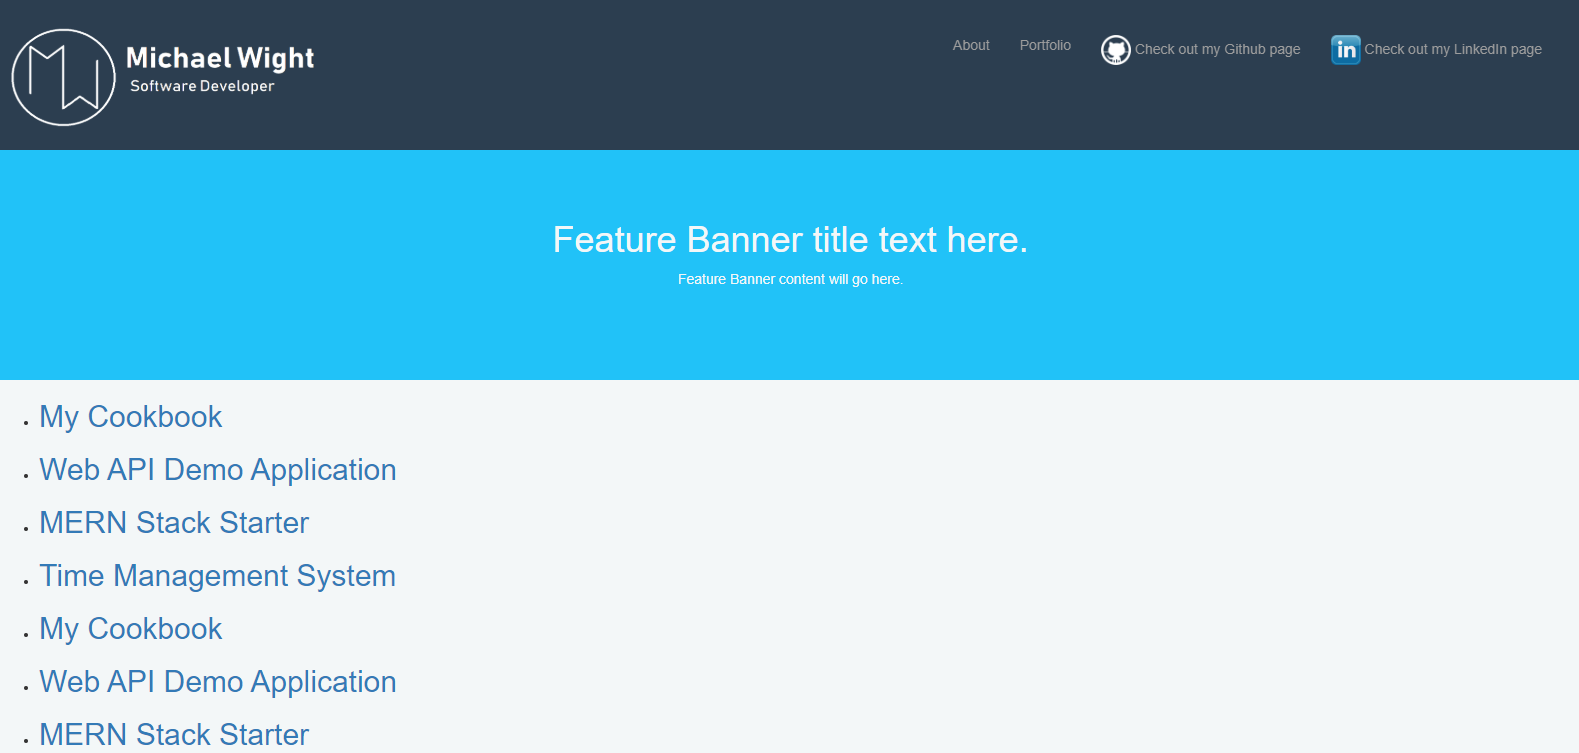 MW
Michael Wight
Software Developer
About
Portfolio
Check out my Github page
in
Check out my LinkedIn page
Feature Banner title text here.
Feature Banner content will go here.
My Cookbook
Web API Demo Application
MERN Stack Starter
Time Management System
My Cookbook
Web API Demo Application
MERN Stack Starter